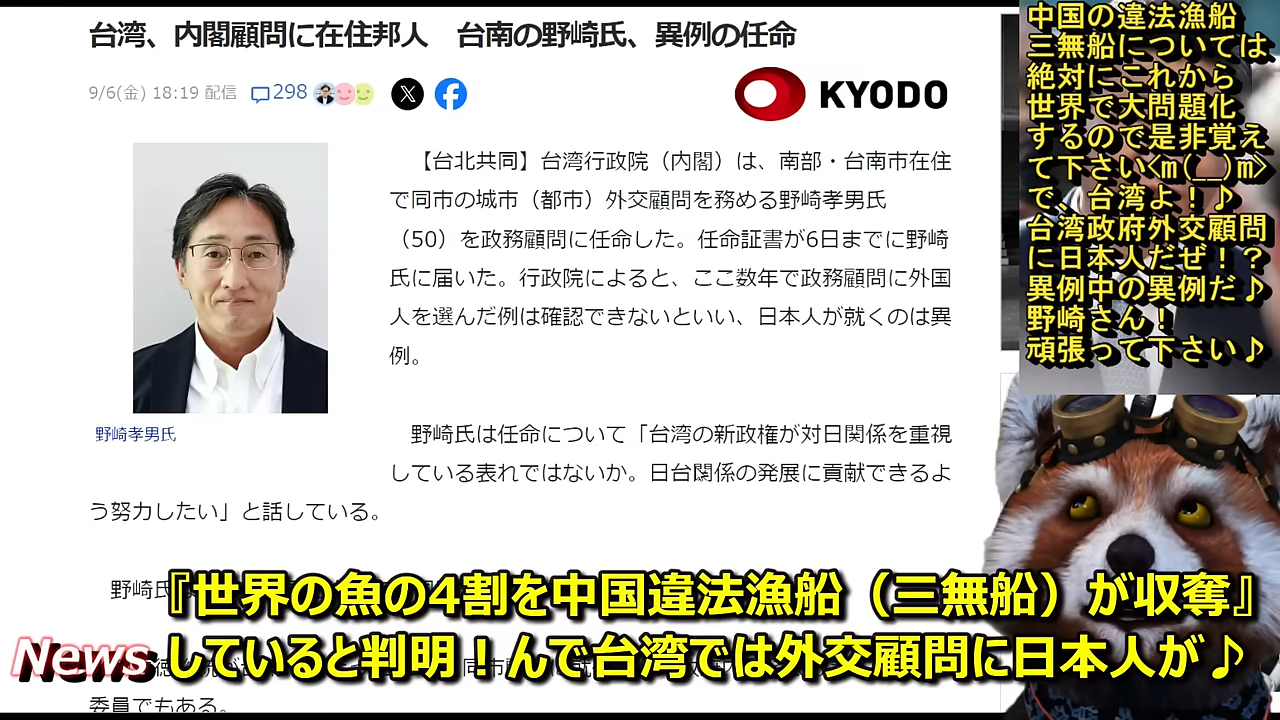 台湾、内閣顧問に在住邦人 台南の野崎氏、異例の任命
9/6(金) 18:19 配信
298
KYODO
【台北共同】台湾行政院（内閣）は、南部・台南市在住
で同市の城市（都市）外交顧問を務める野崎孝男氏
（50）を政務顧問に任命した。任命証書が6日までに野崎
氏に届いた。行政院によると、ここ数年で政務顧問に外国
人を選んだ例は確認できないといい、日本人が就くのは異
例。
野崎孝男氏
野崎氏は任命について「台湾の新政権が対日関係を重視
している表れではないか。日台関係の発展に貢献できるよ
う努力したい」と話している。
野崎氏
委員でもある。
中国の違法漁船
三無船については
絶対にこれから
世界で大問題化
するので是非覚え
て下さい<m(__)m>
で、台湾よ！♪
台湾政府外交顧問
に日本人だぜ！？
異例中の異例だ♪
野崎さん！
頑張って下さい♪
『世界の魚の4割を中国違法漁船（三無船）が収奪』
News
していると判明！んで台湾では外交顧問に日本人が♪